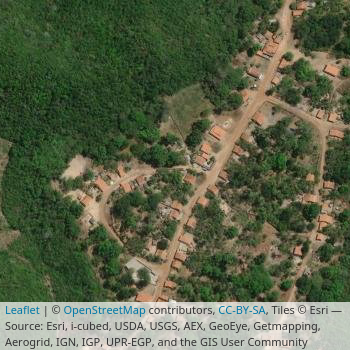 Leaflet | © OpenStreetMap contributors, CC-BY-SA, Tiles © Esri —
Source: Esri, i-cubed, USDA, USGS, AEX, GeoEye, Getmapping,
Aerogrid, IGN, IGP, UPR-EGP, and the GIS User Community